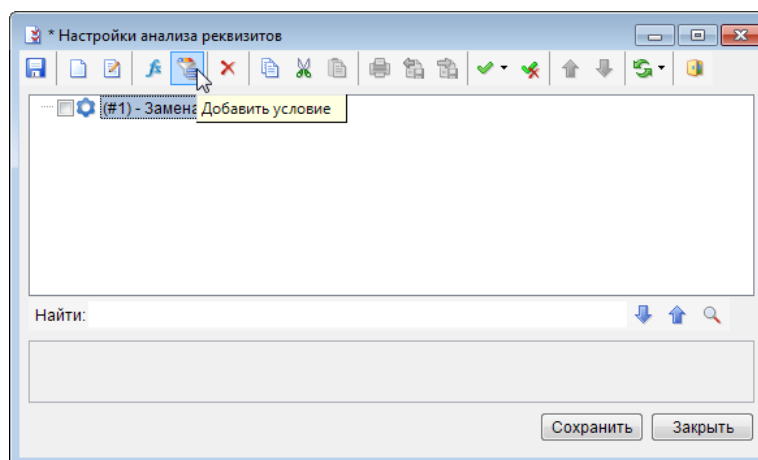 * Настройки анализа реквизитов
(#1) - Замена
Добавить условие
Найти:
Сохранить
Закрыть